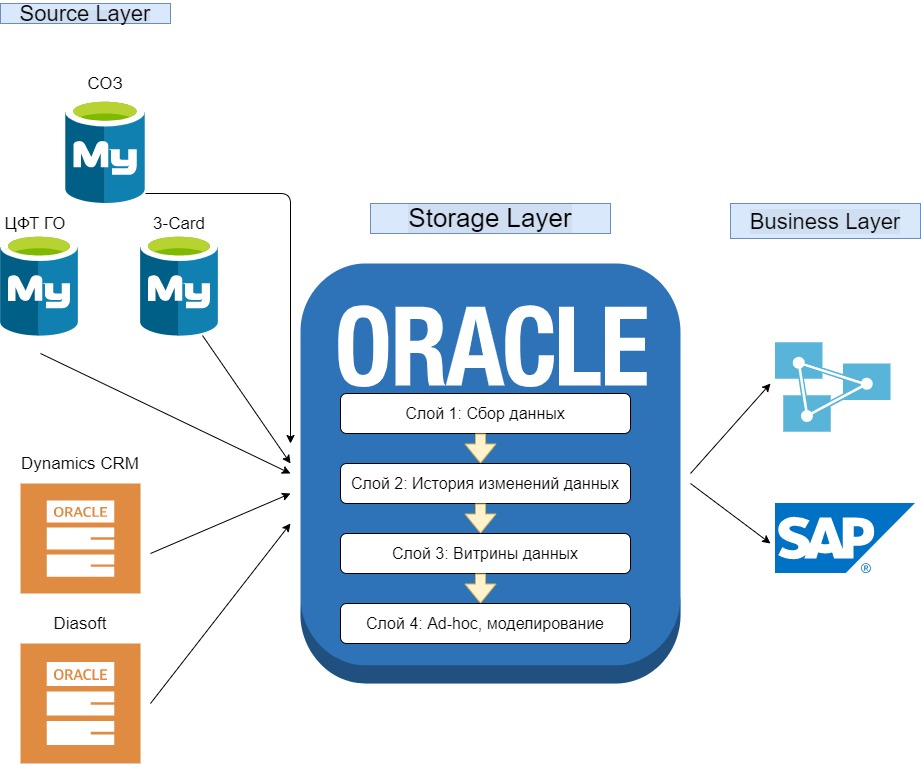 Source Layer
СОЗ
My
ЦФТ ГО
3-Card
My
My
Dynamics CRM
ORACLE
Diasoft
ORACLE
Storage Layer
ORACLE
Слой 1: Сбор данных
Слой 2: История изменений данных
Слой 3: Витрины данных
Слой 4: Ad-hoc, моделирование
Business Layer
SAP ®